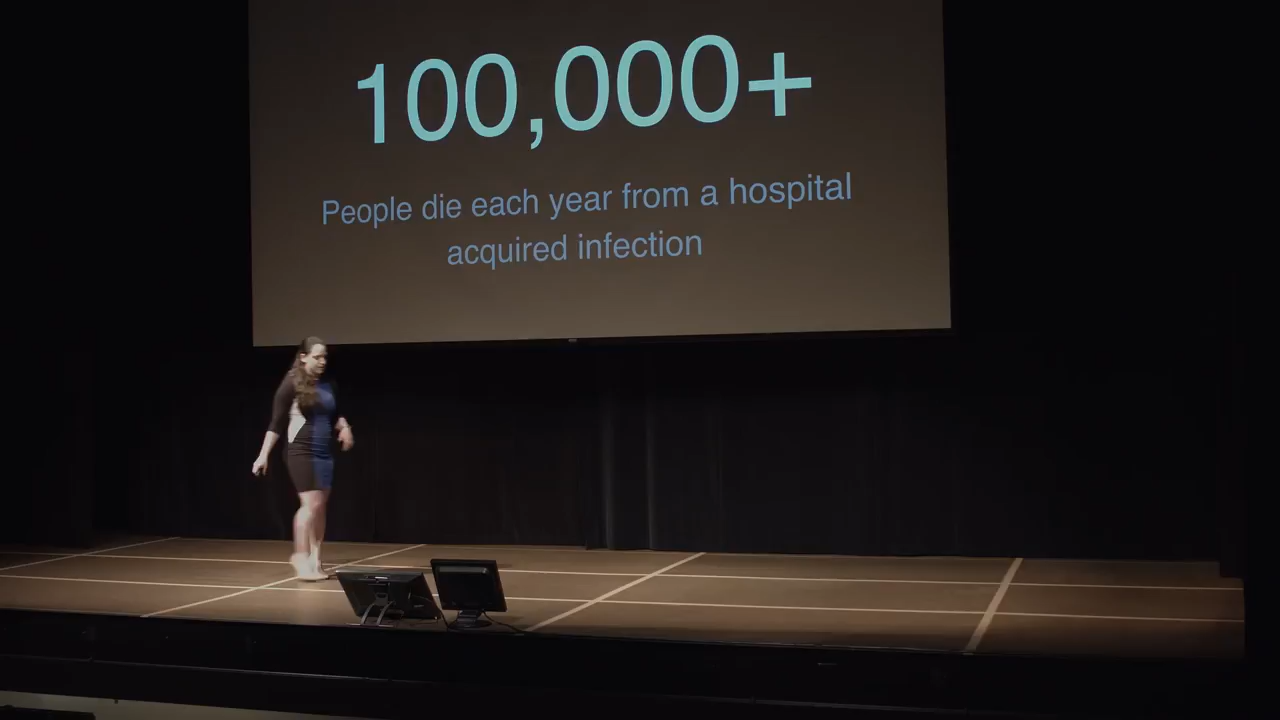 100,000+
People die each year from a hospital
acquired infection